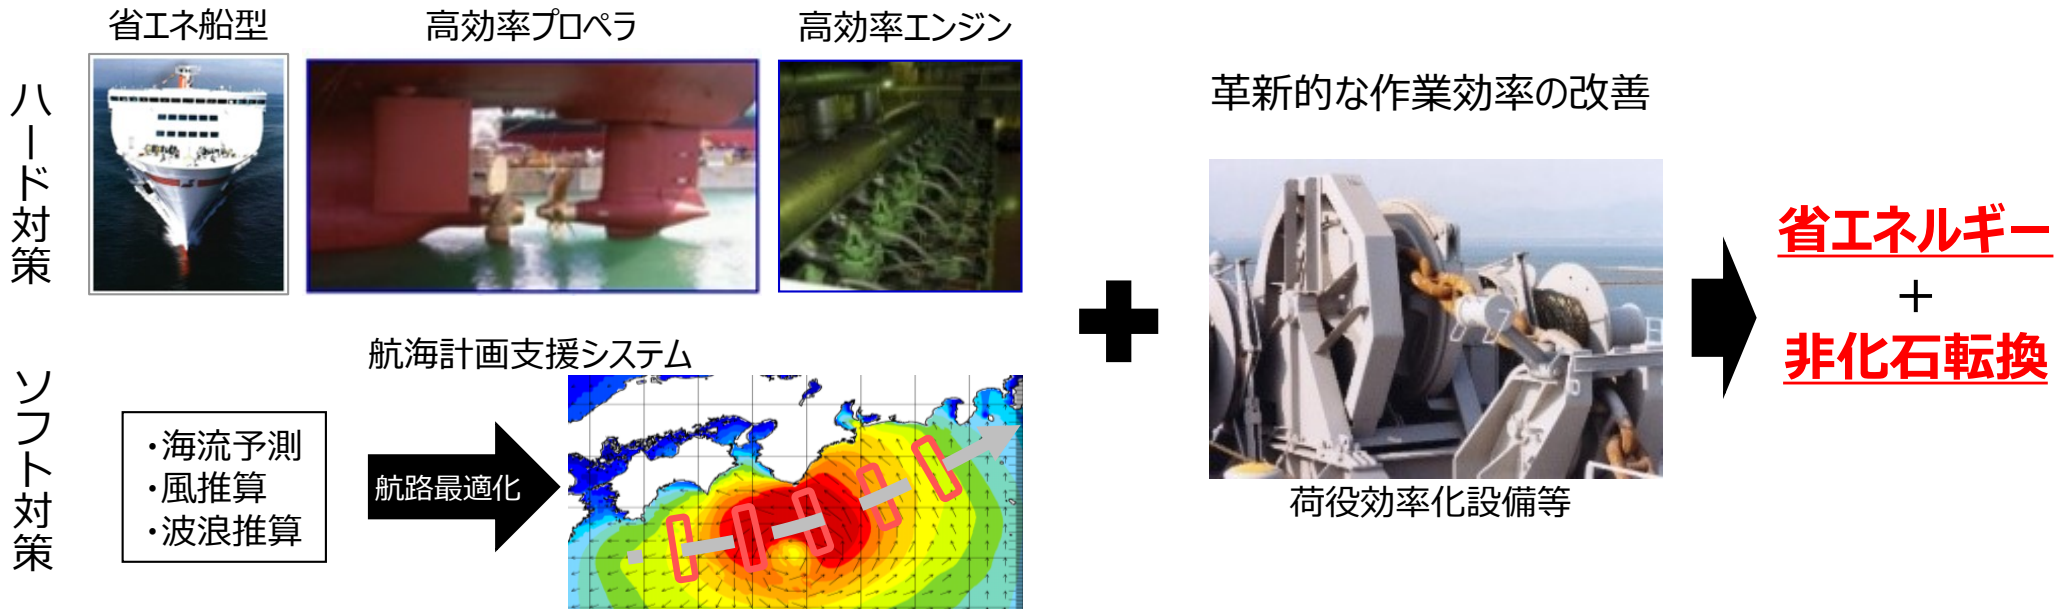 省エネ船型
高効率プロペラ
高効率エンジン
ハード対策
革新的な作業効率の改善
省エネルギー
+
非化石転換
航海計画支援システム
ソフト対策
・海流予測
・風推算
・波浪推算
航路最適化
荷役効率化設備等